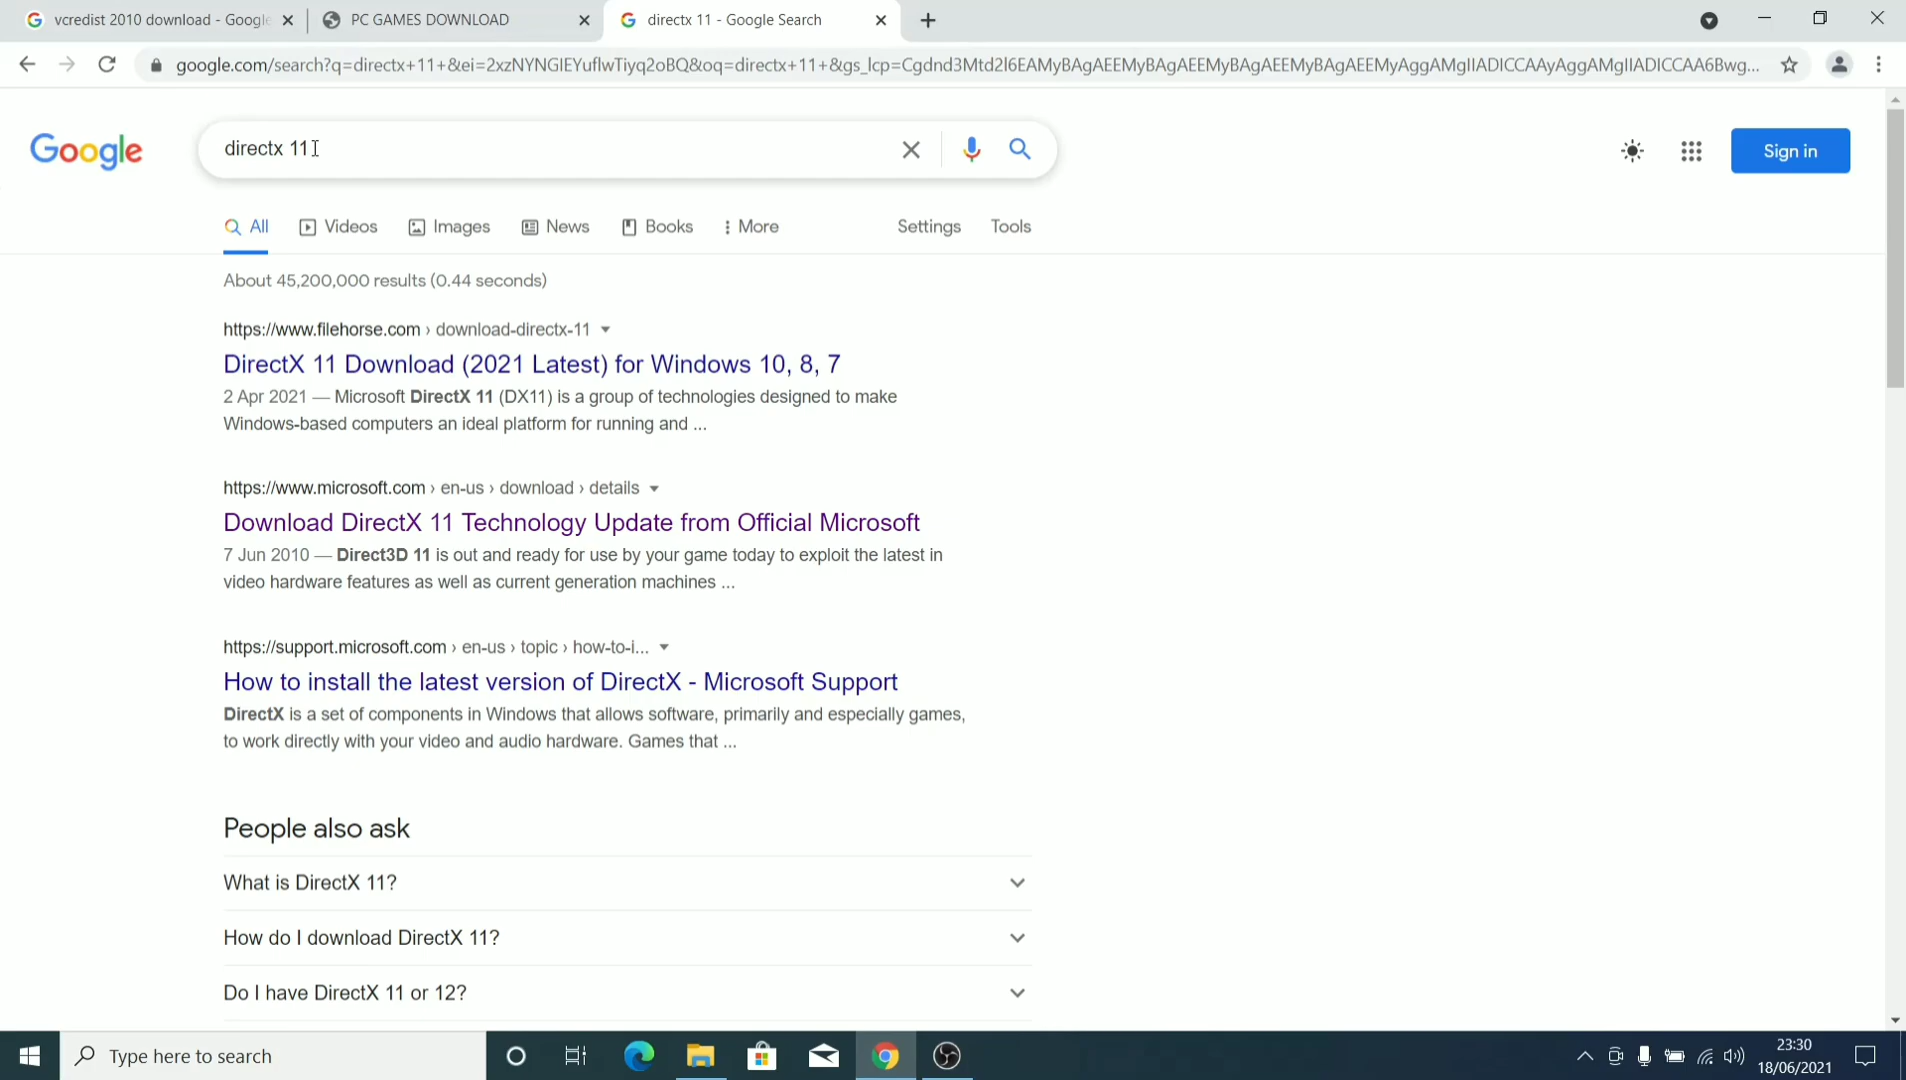 vcredist 2010 download - Google
PC GAMES DOWNLOAD
directx 11 - Google Search
google.com/search?q=directx+11+&ei=2xzNYNGIEYuflwTiyq2oBQ&oq=directx+11+&gs_lcp=Cgdnd3Mtd2l6EAMyBAgAEEMyBAgAEEMyBAgAEEMyBAgAEEMyAggAMgIIADICCAAyAggAMgIIADICCAA6Bwg...
Google
directx 11
Sign in
All
Videos
Images
News
Books
More
Settings
Tools
About 45,200,000 results (0.44 seconds)
https://www.filehorse.com › download-directx-11
DirectX 11 Download (2021 Latest) for Windows 10, 8, 7
2 Apr 2021 — Microsoft DirectX 11 (DX11) is a group of technologies designed to make
Windows-based computers an ideal platform for running and ...
https://www.microsoft.com › en-us › download › details
Download DirectX 11 Technology Update from Official Microsoft
7 Jun 2010 — Direct3D 11 is out and ready for use by your game today to exploit the latest in
video hardware features as well as current generation machines ...
https://support.microsoft.com › en-us › topic › how-to-i...
How to install the latest version of DirectX - Microsoft Support
DirectX is a set of components in Windows that allows software, primarily and especially games,
to work directly with your video and audio hardware. Games that ...
People also ask
What is DirectX 11?
How do I download DirectX 11?
Do I have DirectX 11 or 12?
Type here to search
23:30
18/06/2021